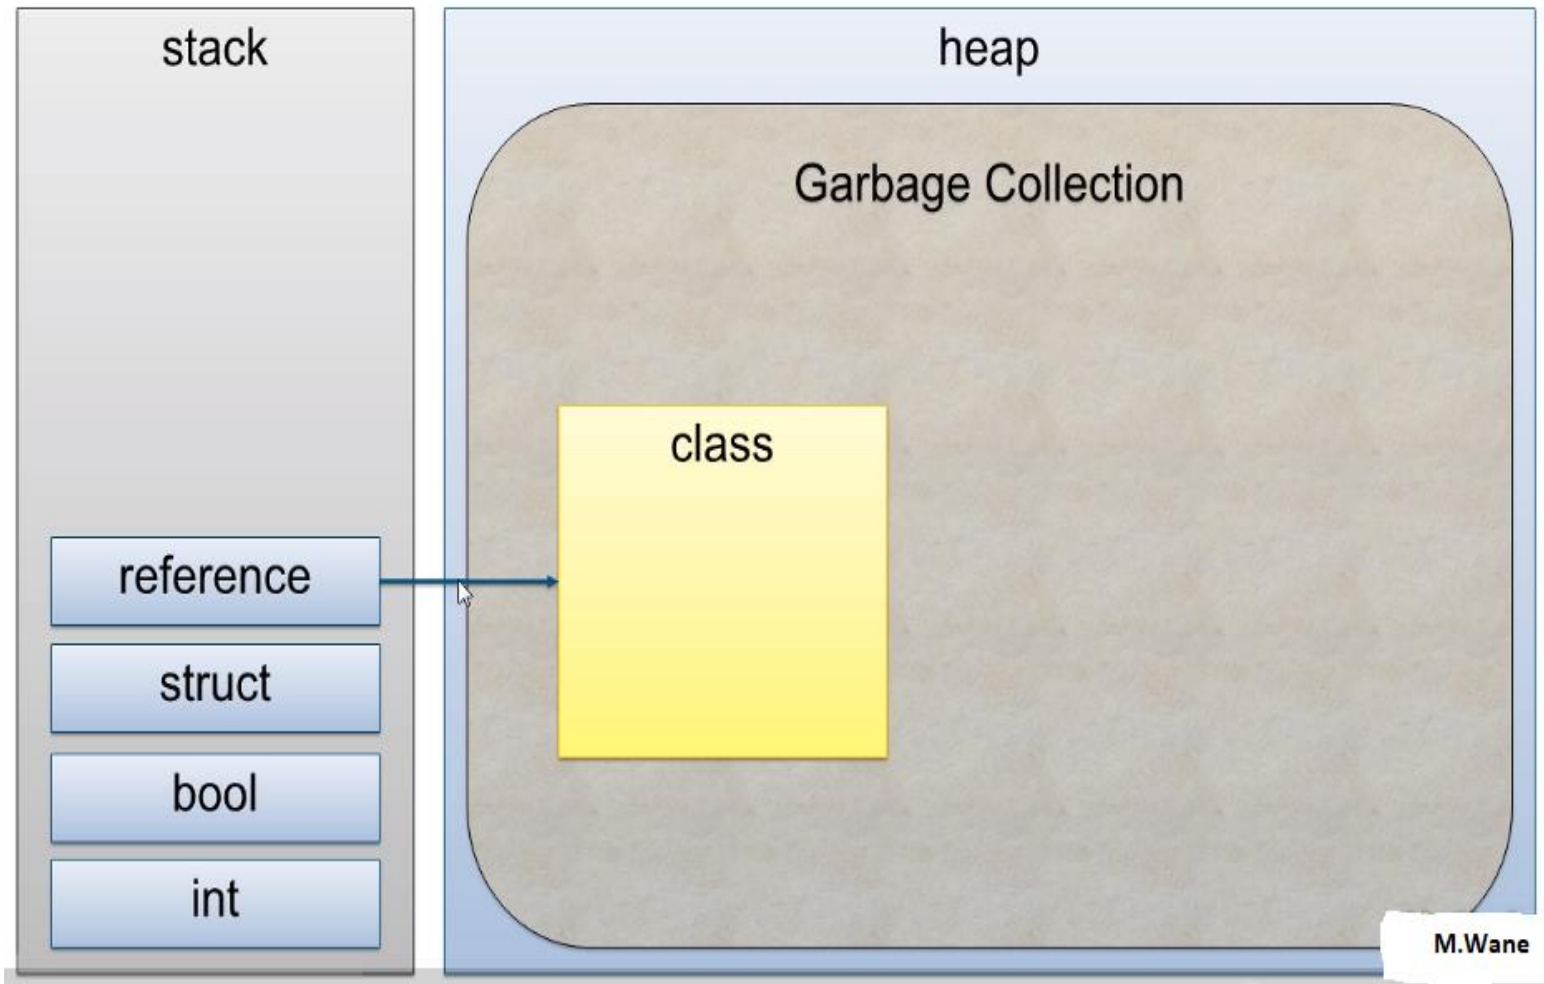 stack
reference
struct
bool
int
heap
Garbage Collection
class
M.Wane